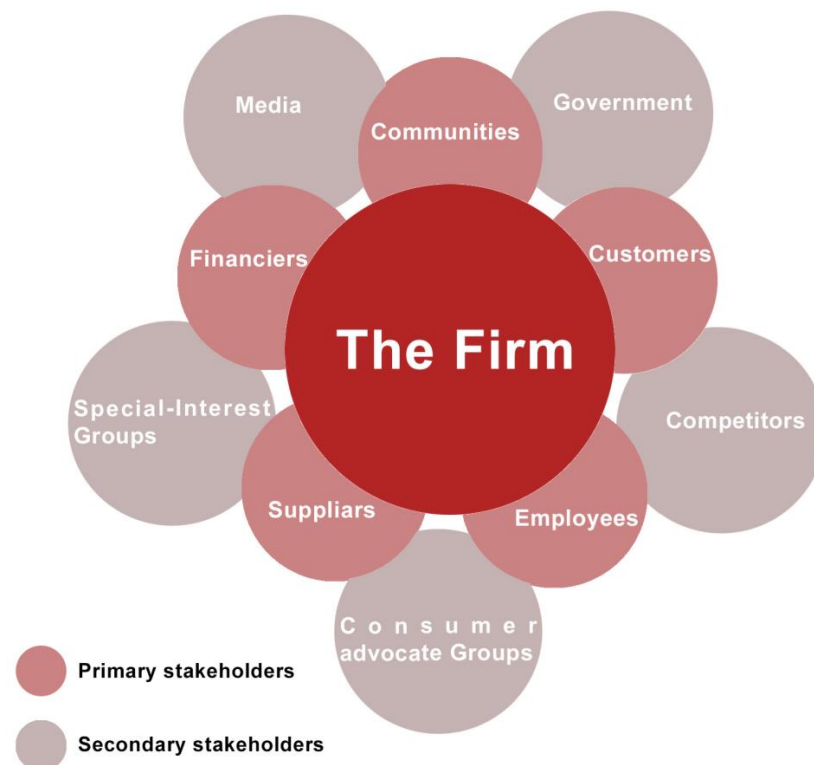 Media
Government
Communities
Financiers
Customers
The Firm
Special-Interest
Groups
Competitors
Suppliars
Employees
Consumer
advocate Groups
Primary stakeholders
Secondary stakeholders